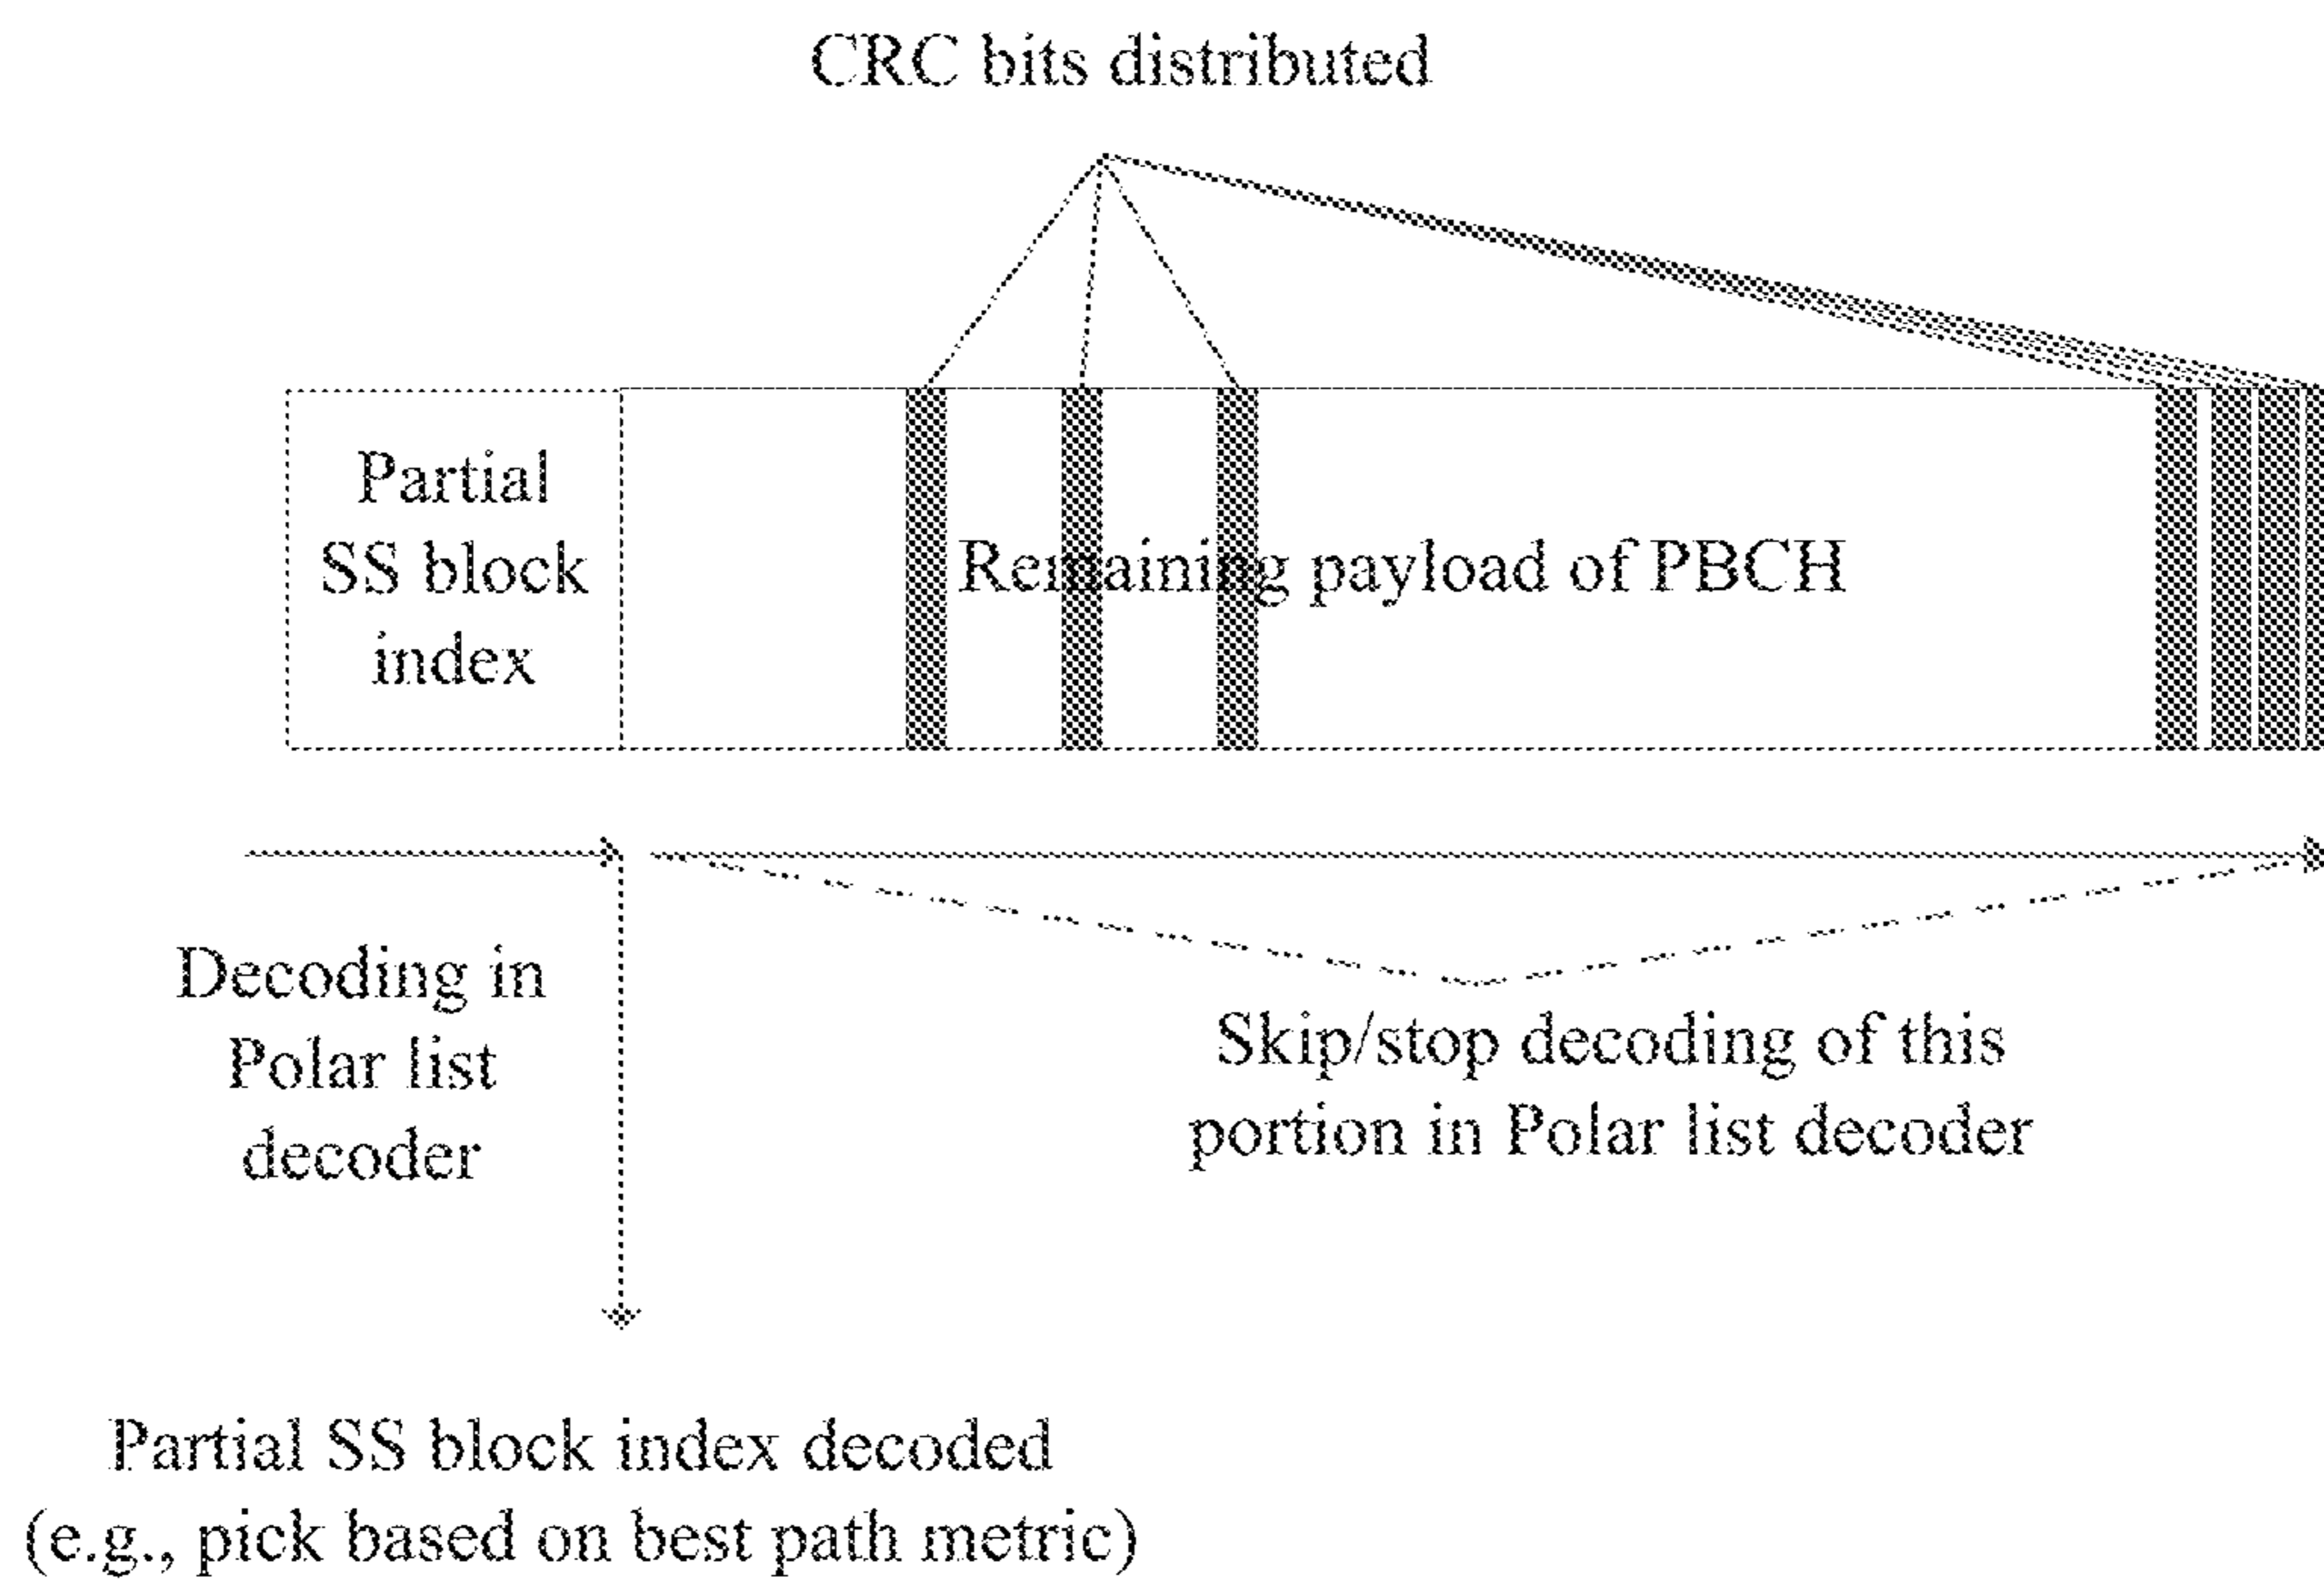 CRC bits distributed
Partial
SS block
index
Remaining payload of PBCH
Decoding in
Polar list
decoder
Skip/stop decoding of this
portion in Polar list decoder
Partial SS block index decoded
(e.g., pick based on best path metric)